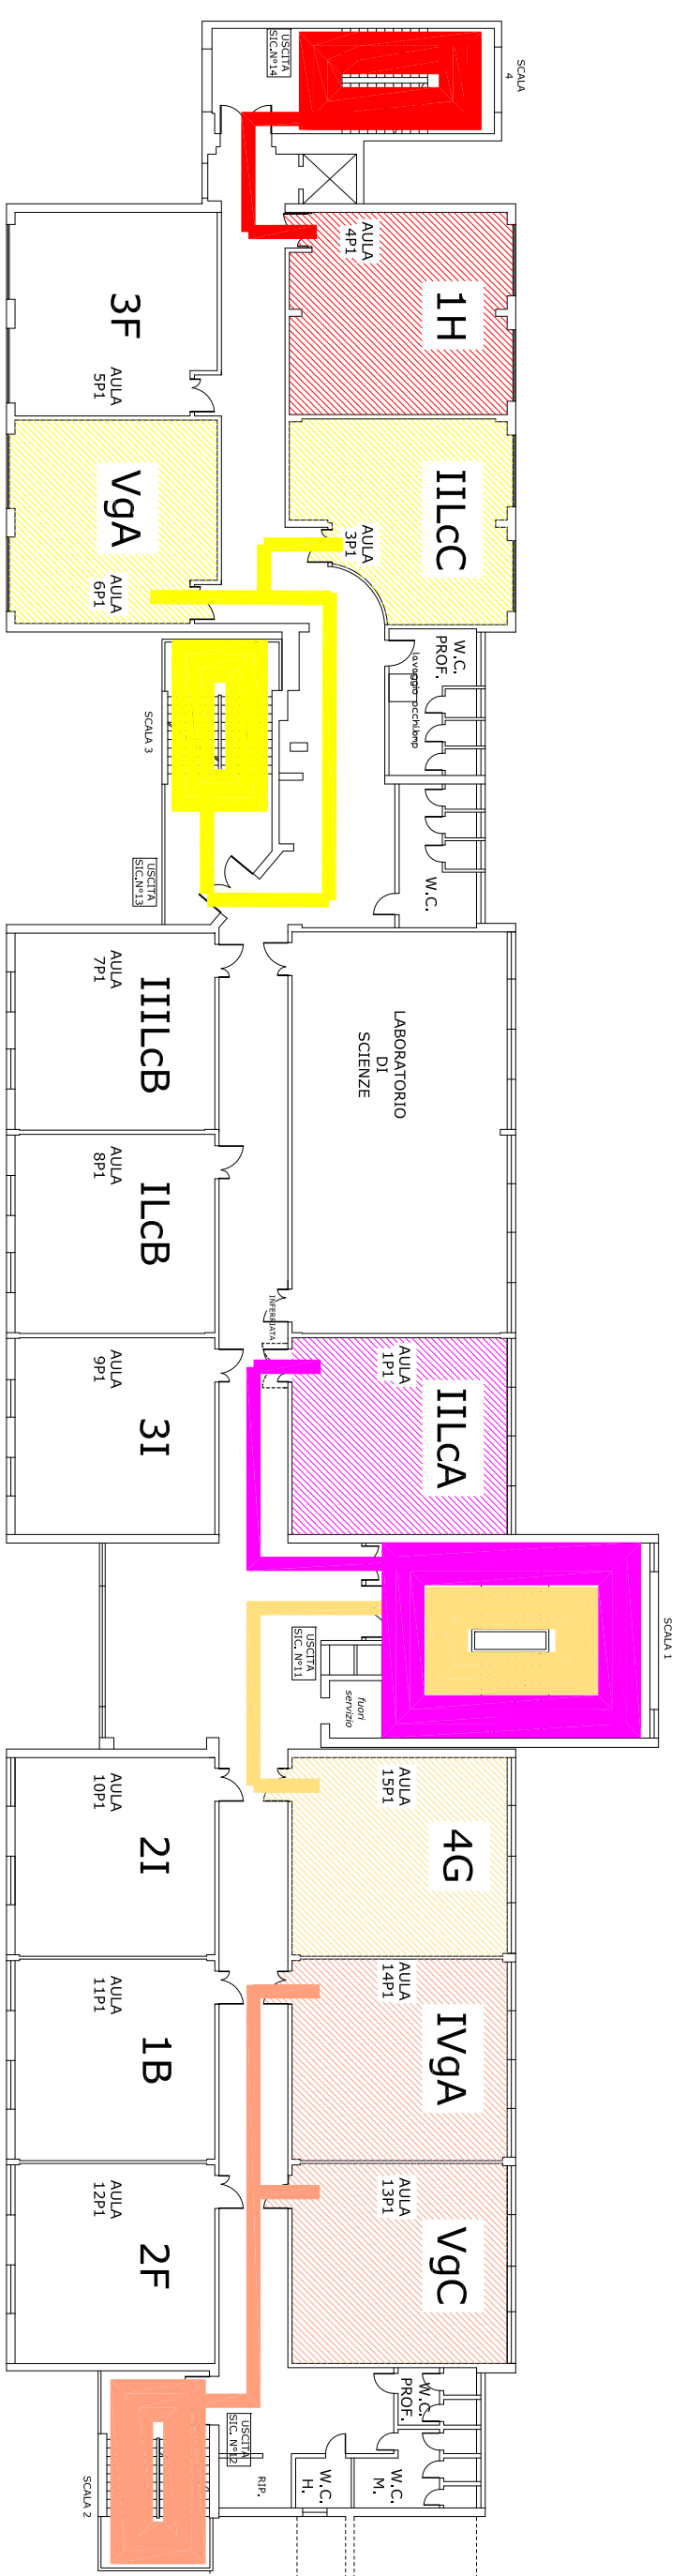 SCALA
4
USCITA
SIC.N°14
AULA
4P1
1H
3F
AULA
5P1
IILcC
AULA
3P1
VgA
AULA
6P1
W.C.
PROF.
lavaggio occhi
SCALA 3
USCITA
SIC.N°13
W.C.
AULA
7P1
IIILcB
LABORATORIO
DI
SCIENZE
AULA
8P1
ILcB
INFERRIATA
AULA
1P1
IILcA
AULA
9P1
3I
SCALA 1
USCITA
SIC. N°11
fuori
servizio
AULA
15P1
4G
AULA
10P1
2I
AULA
14P1
IVgA
AULA
11P1
1B
AULA
13P1
VgC
AULA
12P1
2F
W.C.
PROF.
USCITA
SIC. N°12
RIP.
W.C.
H.
W.C.
M.
SCALA 2